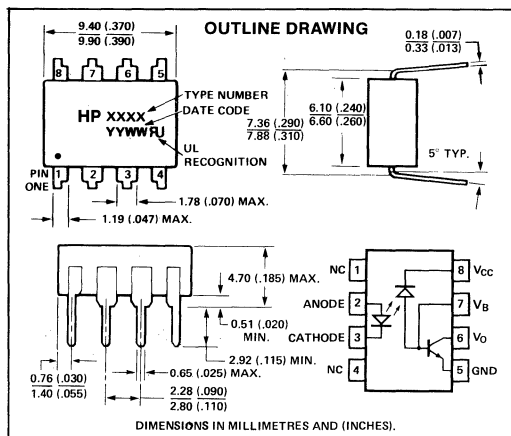 OUTLINE DRAWING
9.40 (.370)
9.90 (.390)
8 7 6 5
HP XXXX
YYWW RU
TYPE NUMBER
DATE CODE
UL
RECOGNITION
PIN
ONE
1 2 3 4
1.78 (.070) MAX.
1.19 (.047) MAX.
0.18 (.007)
0.33 (.013)
7.36 (.290)
7.88 (.310)
6.10 (.240)
6.60 (.260)
5° TYP.
4.70 (.185) MAX.
0.51 (.020)
MIN.
2.92 (.115) MIN.
0.76 (.030)
1.40 (.055)
0.65 (.025) MAX.
2.28 (.090)
2.80 (.110)
NC 1
ANODE 2
CATHODE 3
NC 4
8 VCC
7 VB
6 VO
5 GND
DIMENSIONS IN MILLIMETRES AND (INCHES).